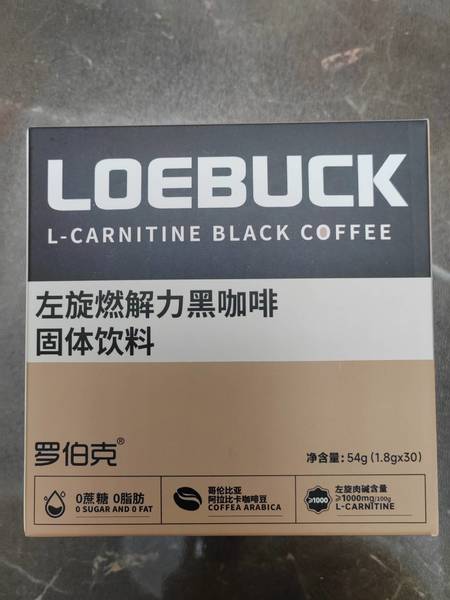 LOEBUCK
L-CARNITINE BLACK COFFEE
左旋燃解力黑咖啡
固体饮料
罗伯克®
净含量: 54g (1.8gx30)
0蔗糖 0脂肪
0 SUGAR AND 0 FAT
哥伦比亚
阿拉比卡咖啡豆
COFFEA ARABICA
≥1000
左旋肉碱含量
≥1000mg/100g
L-CARNITINE